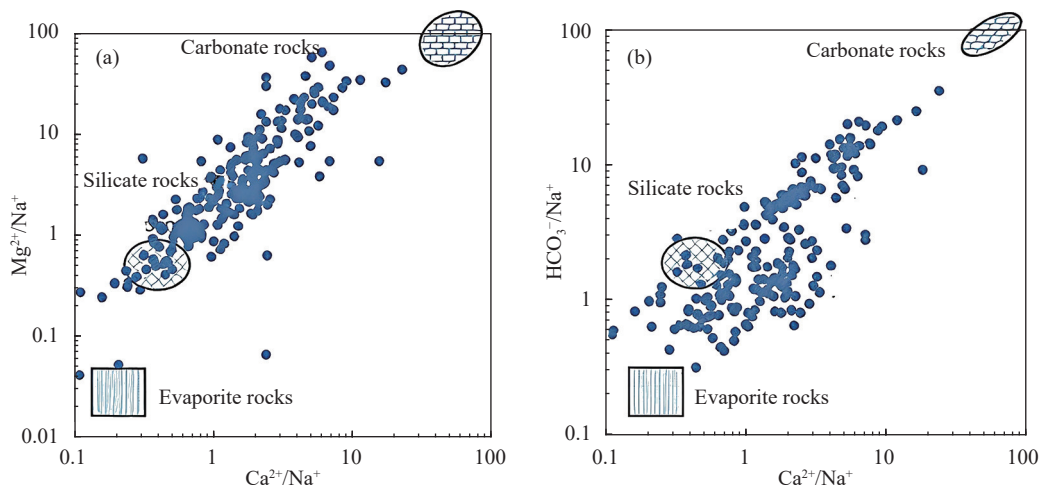 (a)
Carbonate rocks
Silicate rocks
Evaporite rocks
100
10
1
0.1
0.01
Mg²⁺/Na⁺
0.1
1
10
100
Ca²⁺/Na⁺
(b)
Carbonate rocks
Silicate rocks
Evaporite rocks
100
10
1
0.1
HCO₃⁻/Na⁺
0.1
1
10
100
Ca²⁺/Na⁺